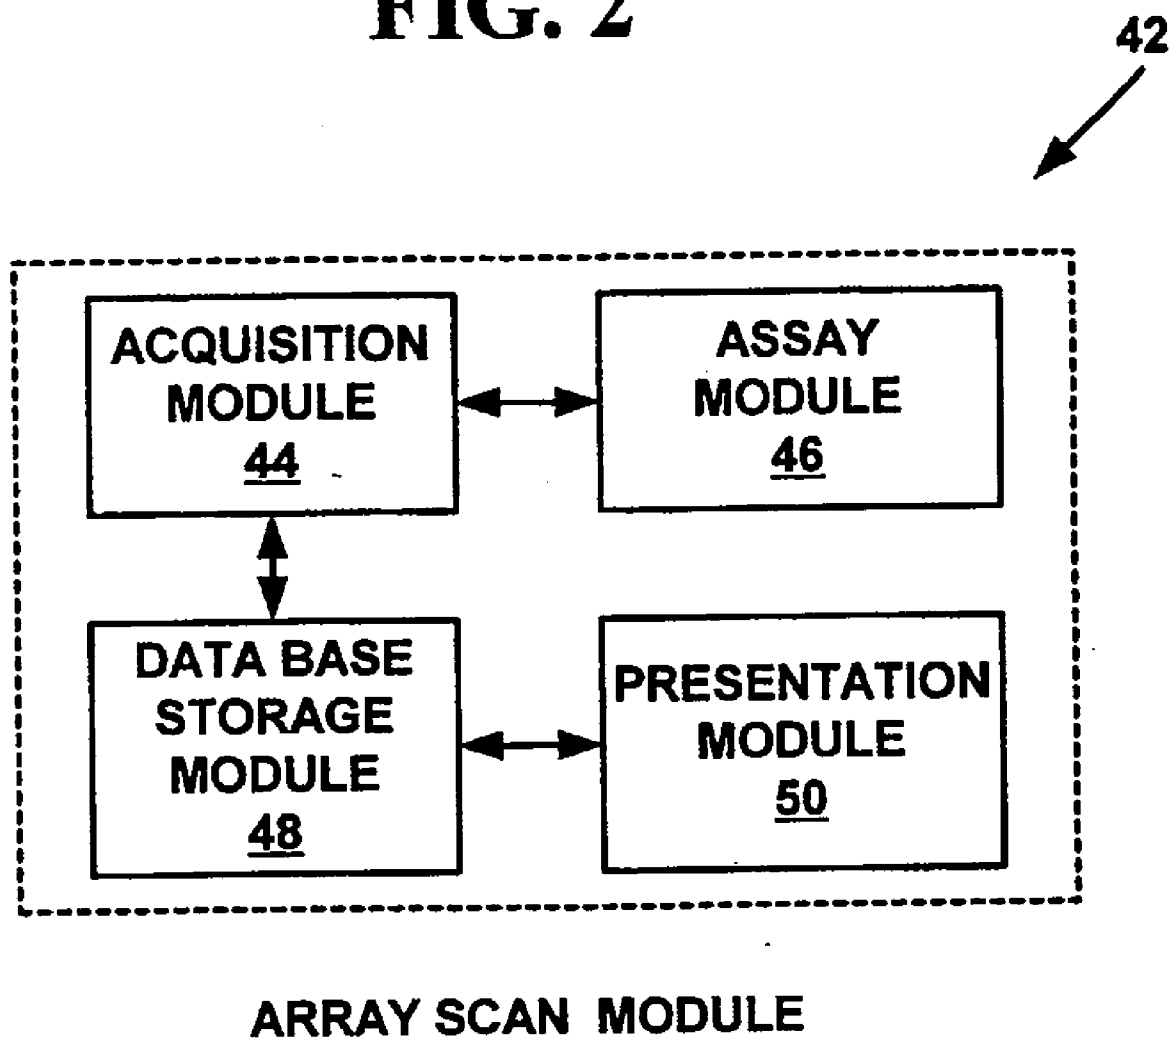 FIG. 2
42
ACQUISITION
MODULE
44
ASSAY
MODULE
46
DATA BASE
STORAGE
MODULE
48
PRESENTATION
MODULE
50
ARRAY SCAN MODULE